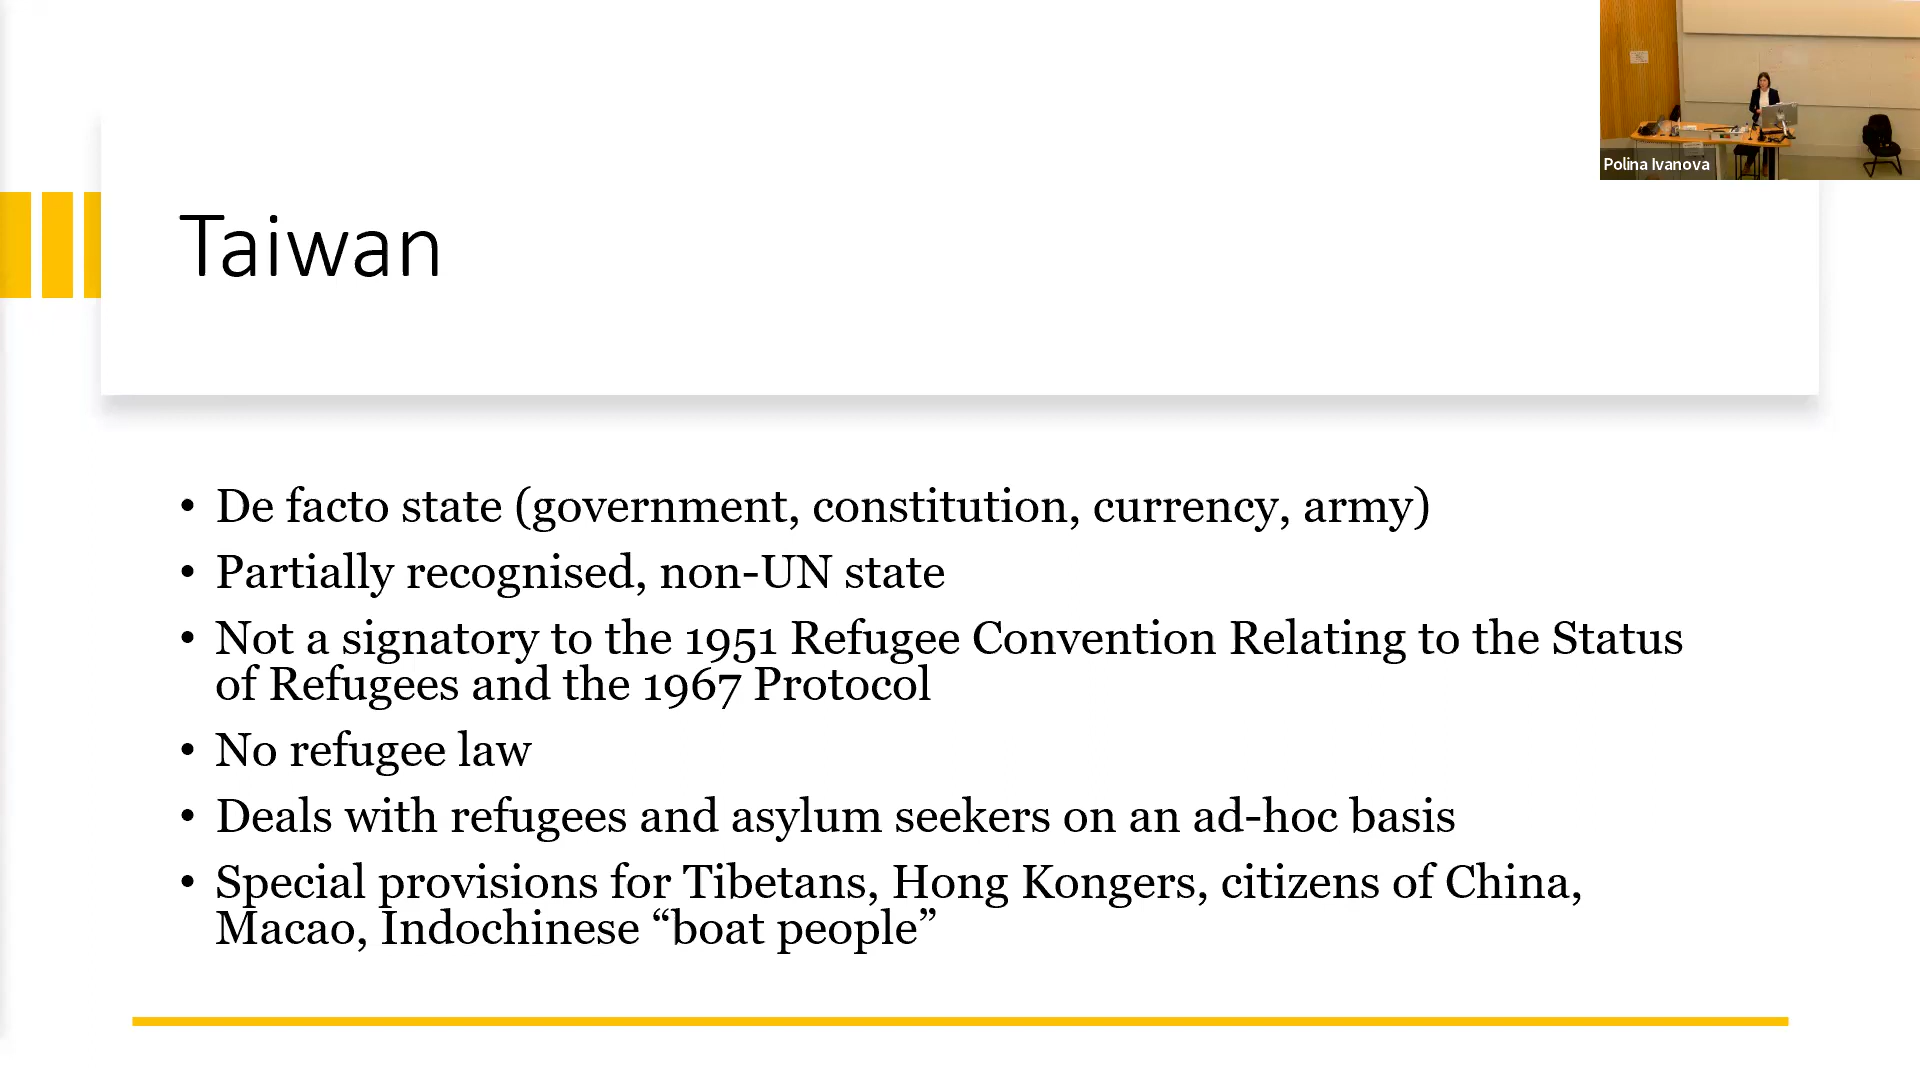 Polina Ivanova
Taiwan
• De facto state (government, constitution, currency, army)
• Partially recognised, non-UN state
• Not a signatory to the 1951 Refugee Convention Relating to the Status
of Refugees and the 1967 Protocol
• No refugee law
• Deals with refugees and asylum seekers on an ad-hoc basis
• Special provisions for Tibetans, Hong Kongers, citizens of China,
Macao, Indochinese “boat people”